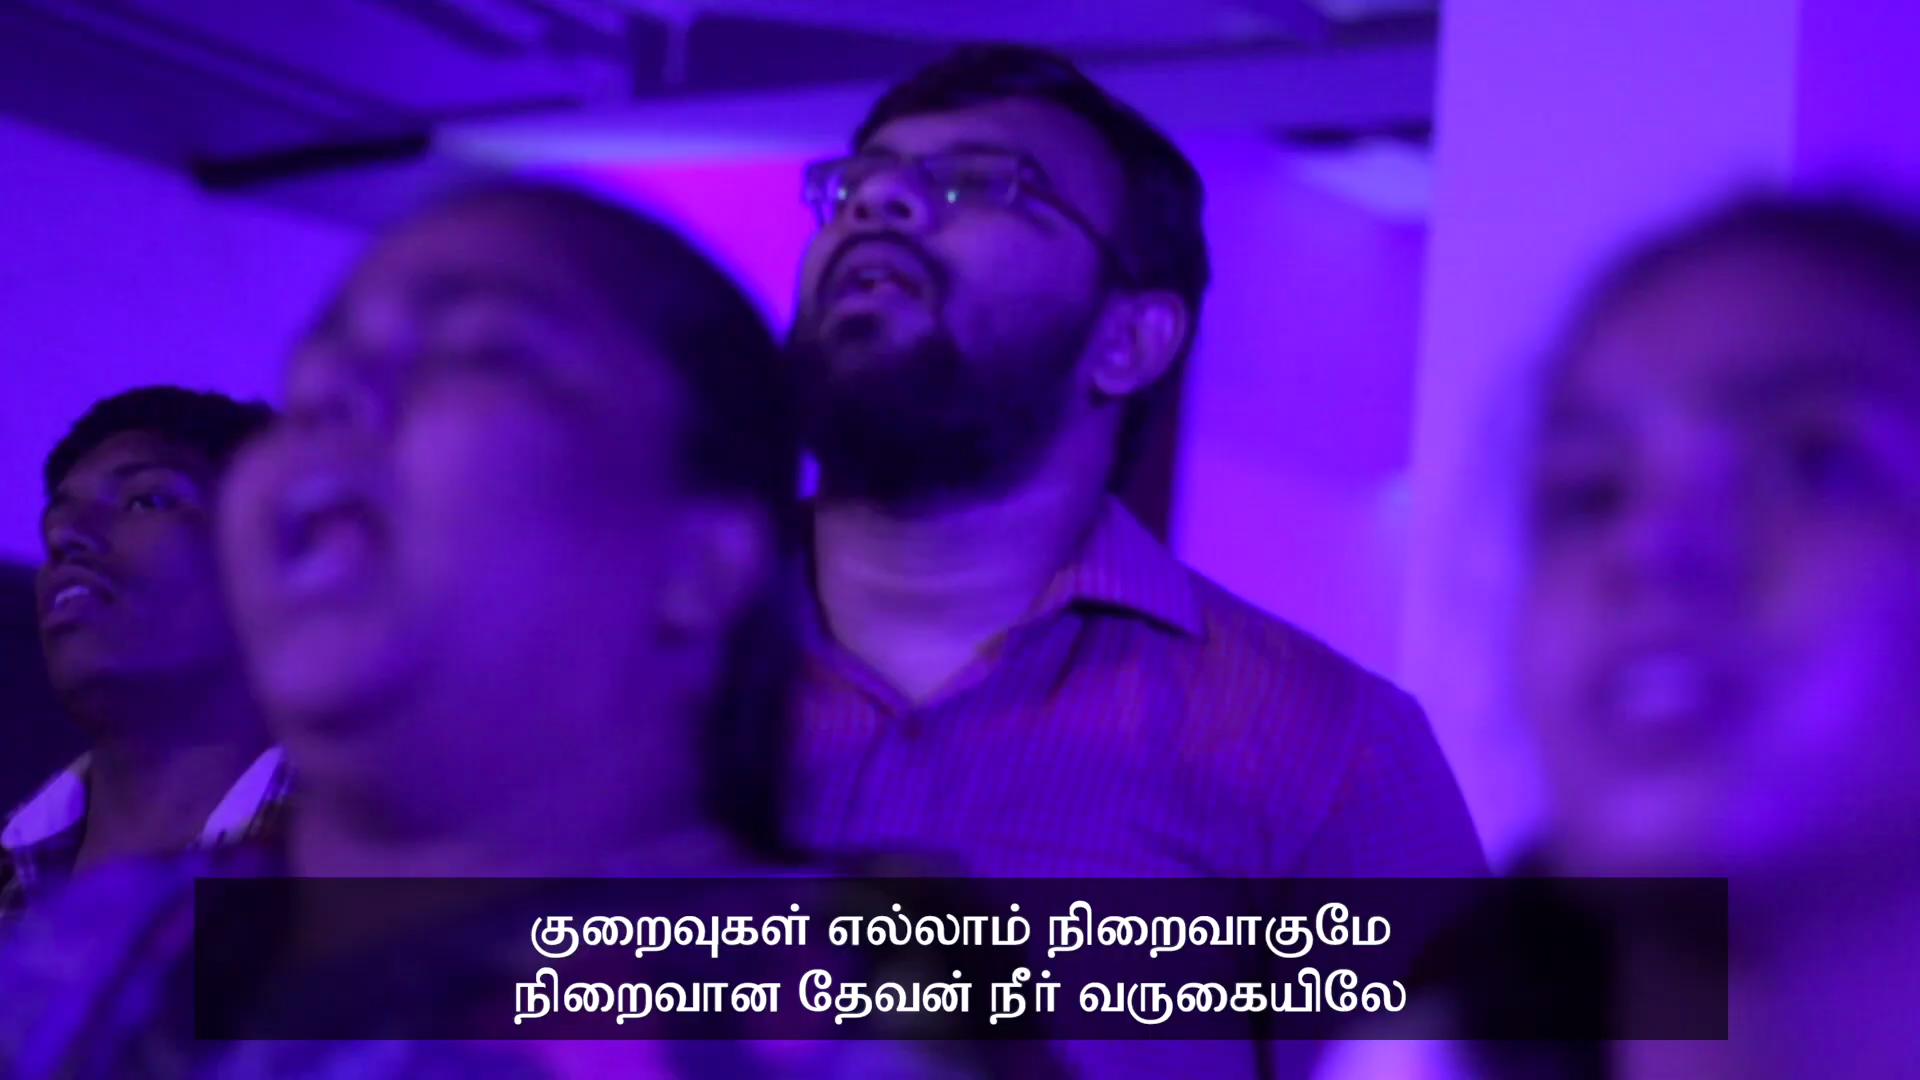 குறைவுகள் எல்லாம் நிறைவாகுமே
நிறைவான தேவன் நீர் வருகையிலே